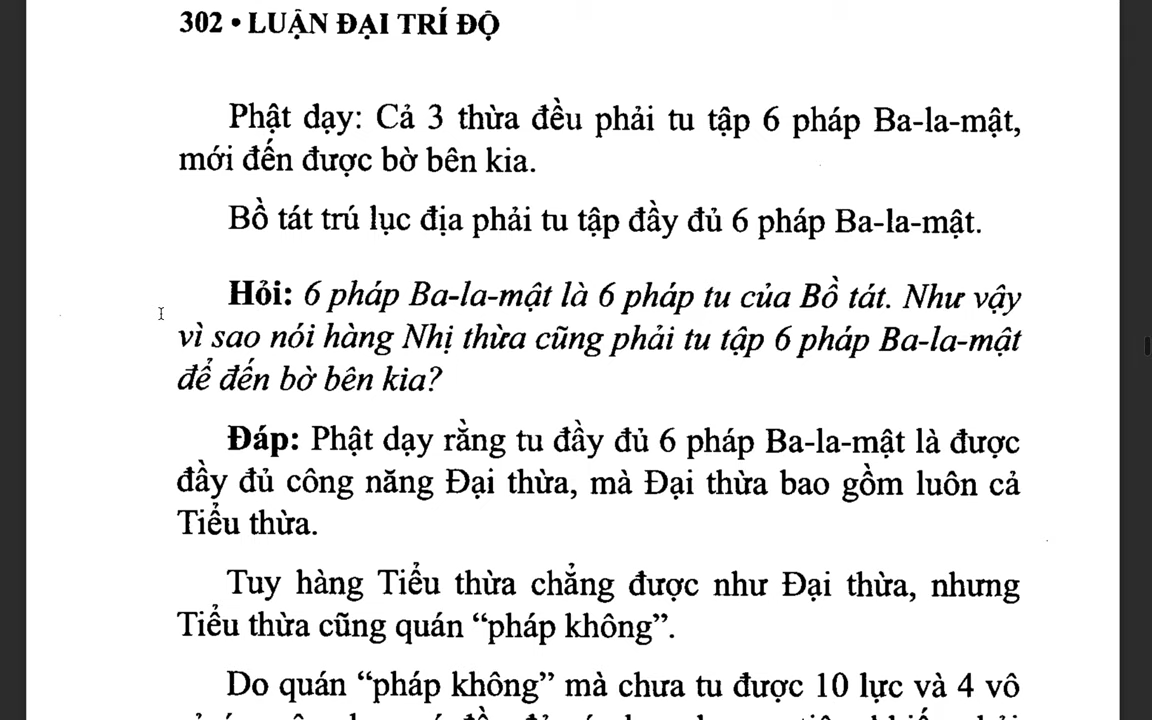 302 • LUẬN ĐẠI TRÍ ĐỘ
Phật dạy: Cả 3 thừa đều phải tu tập 6 pháp Ba-la-mật,
mới đến được bờ bên kia.
Bồ tát trú lục địa phải tu tập đầy đủ 6 pháp Ba-la-mật.
Hỏi: 6 pháp Ba-la-mật là 6 pháp tu của Bồ tát. Như vậy
vì sao nói hàng Nhị thừa cũng phải tu tập 6 pháp Ba-la-mật
để đến bờ bên kia?
Đáp: Phật dạy rằng tu đầy đủ 6 pháp Ba-la-mật là được
đầy đủ công năng Đại thừa, mà Đại thừa bao gồm luôn cả
Tiểu thừa.
Tuy hàng Tiểu thừa chẳng được như Đại thừa, nhưng
Tiểu thừa cũng quán “pháp không”.
Do quán “pháp không” mà chưa tu được 10 lực và 4 vô